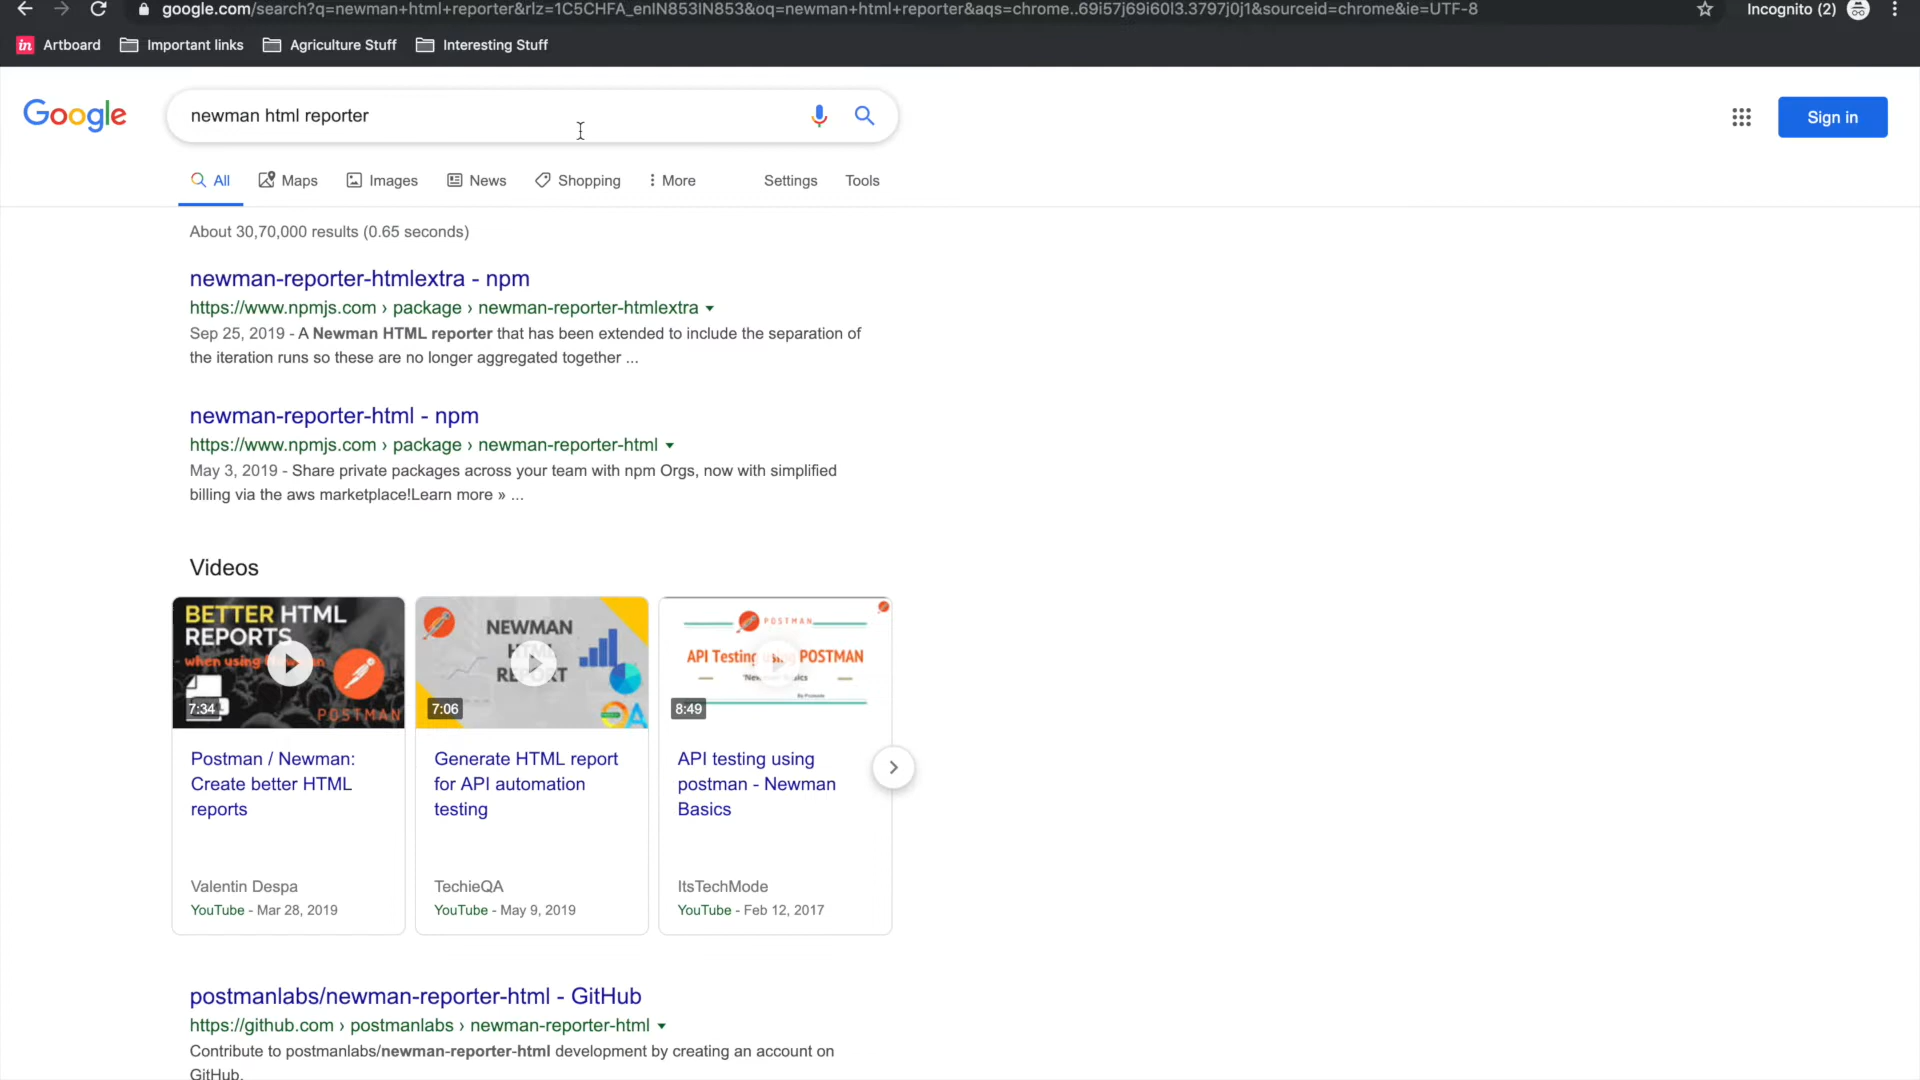 google.com/search?q=newman+html+reporter&rlz=1C5CHFA_enIN853IN853&oq=newman+html+reporter&aqs=chrome..69i57j69i60l3.3797j0j1&sourceid=chrome&ie=UTF-8
Incognito (2)
in Artboard Important links Agriculture Stuff Interesting Stuff
Google
newman html reporter
Sign in
All Maps Images News Shopping More Settings Tools
About 30,70,000 results (0.65 seconds)
newman-reporter-htmlextra - npm
https://www.npmjs.com › package › newman-reporter-htmlextra
Sep 25, 2019 - A Newman HTML reporter that has been extended to include the separation of
the iteration runs so these are no longer aggregated together ...
newman-reporter-html - npm
https://www.npmjs.com › package › newman-reporter-html
May 3, 2019 - Share private packages across your team with npm Orgs, now with simplified
billing via the aws marketplace!Learn more » ...
Videos
BETTER HTML
REPORTS
when using
POSTMAN
7:34
Postman / Newman:
Create better HTML
reports
Valentin Despa
YouTube - Mar 28, 2019
NEWMAN
HTML
REPORT
QA
7:06
Generate HTML report
for API automation
testing
TechieQA
YouTube - May 9, 2019
POSTMAN
API Testing using POSTMAN
8:49
API testing using
postman - Newman
Basics
ItsTechMode
YouTube - Feb 12, 2017
postmanlabs/newman-reporter-html - GitHub
https://github.com › postmanlabs › newman-reporter-html
Contribute to postmanlabs/newman-reporter-html development by creating an account on
GitHub.